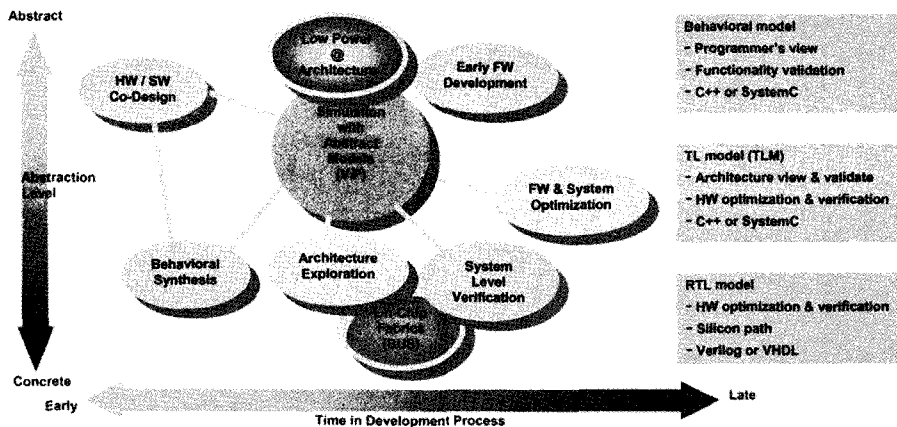 Abstract
Low Power
@
Architecture
HW / SW
Co-Design
Early FW
Development
Simulation
with
Abstract
Models
(VP)
Abstraction
Level
FW & System
Optimization
Behavioral
Synthesis
Architecture
Exploration
System
Level
Verification
On-Chip
Fabrics
(BUS)
Concrete
Early
Time in Development Process
Late
Behavioral model
- Programmer's view
- Functionality validation
- C++ or SystemC
TL model (TLM)
- Architecture view & validate
- HW optimization & verification
- C++ or SystemC
RTL model
- HW optimization & verification
- Silicon path
- Verilog or VHDL